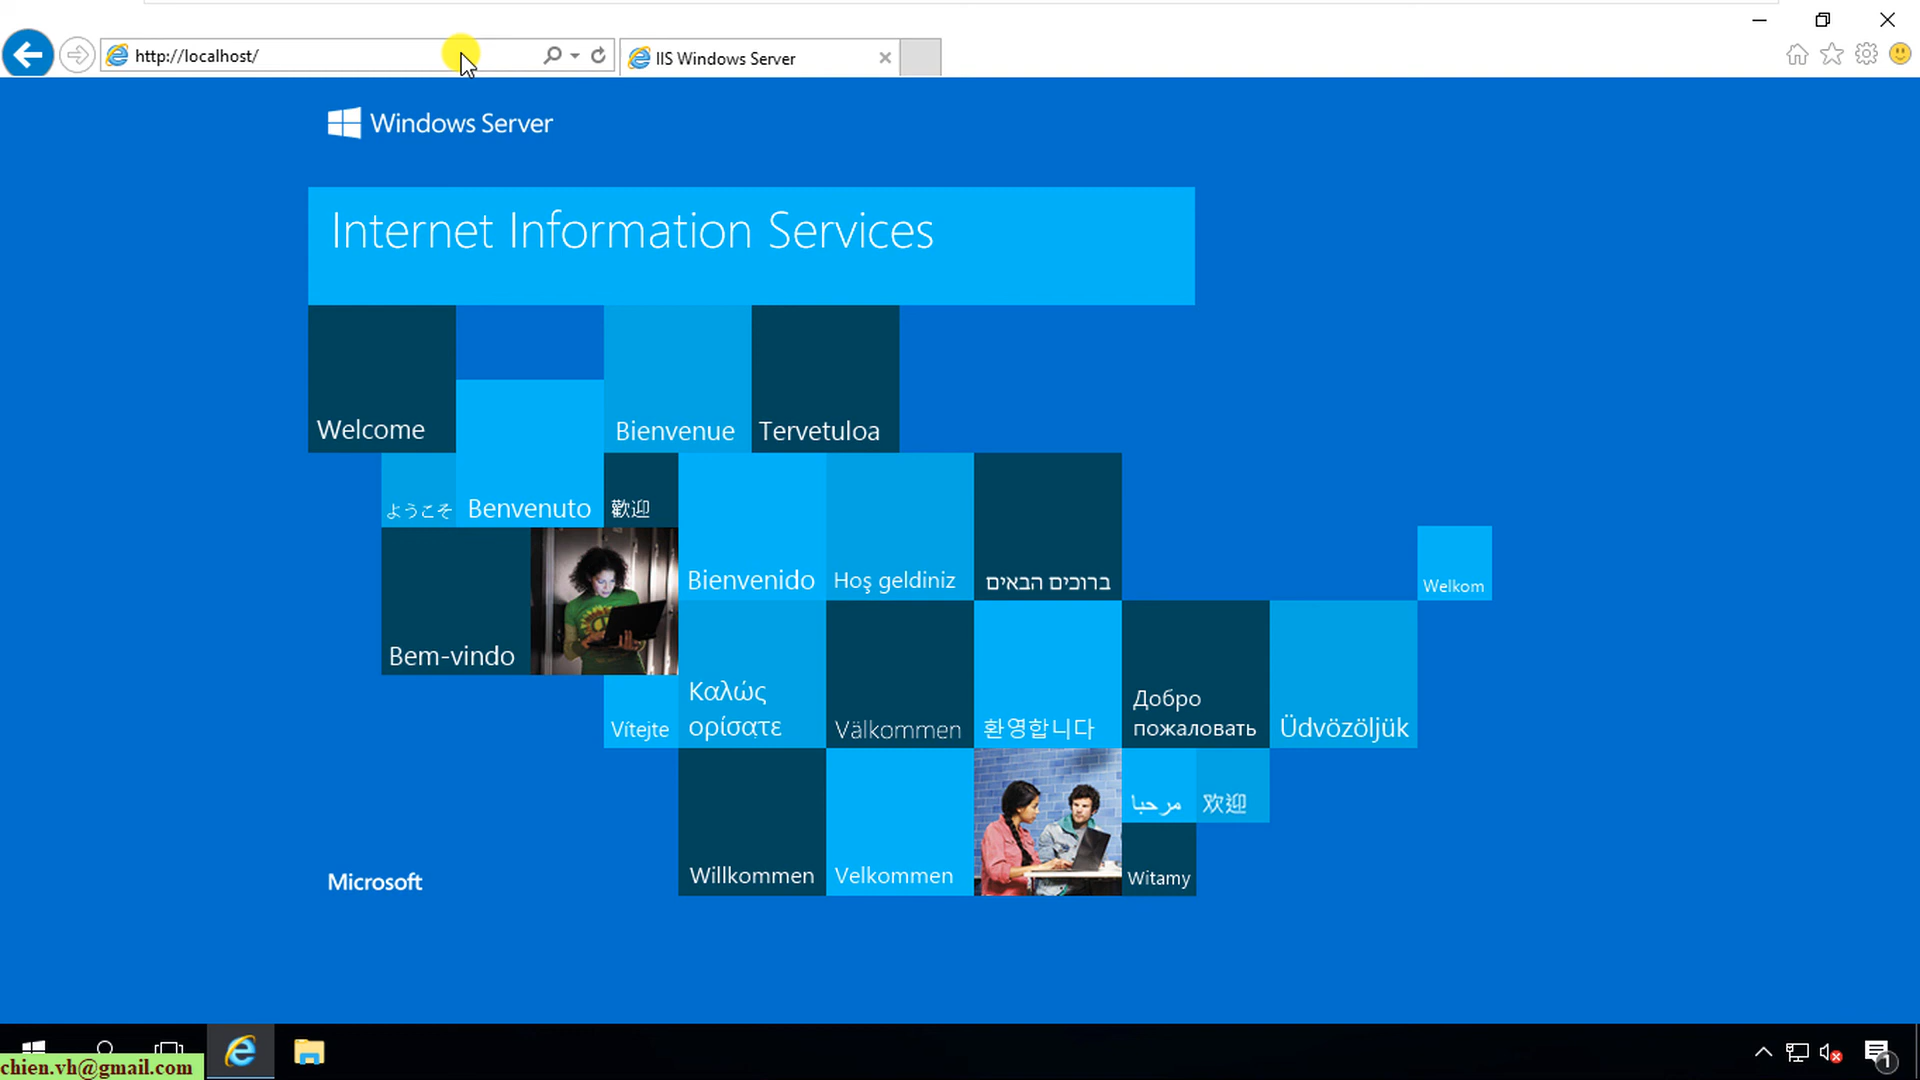 http://localhost/
IIS Windows Server
Windows Server
Internet Information Services
Welcome
Bienvenue
Tervetuloa
ようこそ
Benvenuto
歡迎
Bienvenido
Hoş geldiniz
ברוכים הבאים
Welkom
Bem-vindo
Καλώς
ορίσατε
Vítejte
Välkommen
환영합니다
Добро
пожаловать
Üdvözöljük
مرحبا
欢迎
Willkommen
Velkommen
Witamy
Microsoft
chien.vh@gmail.com
1